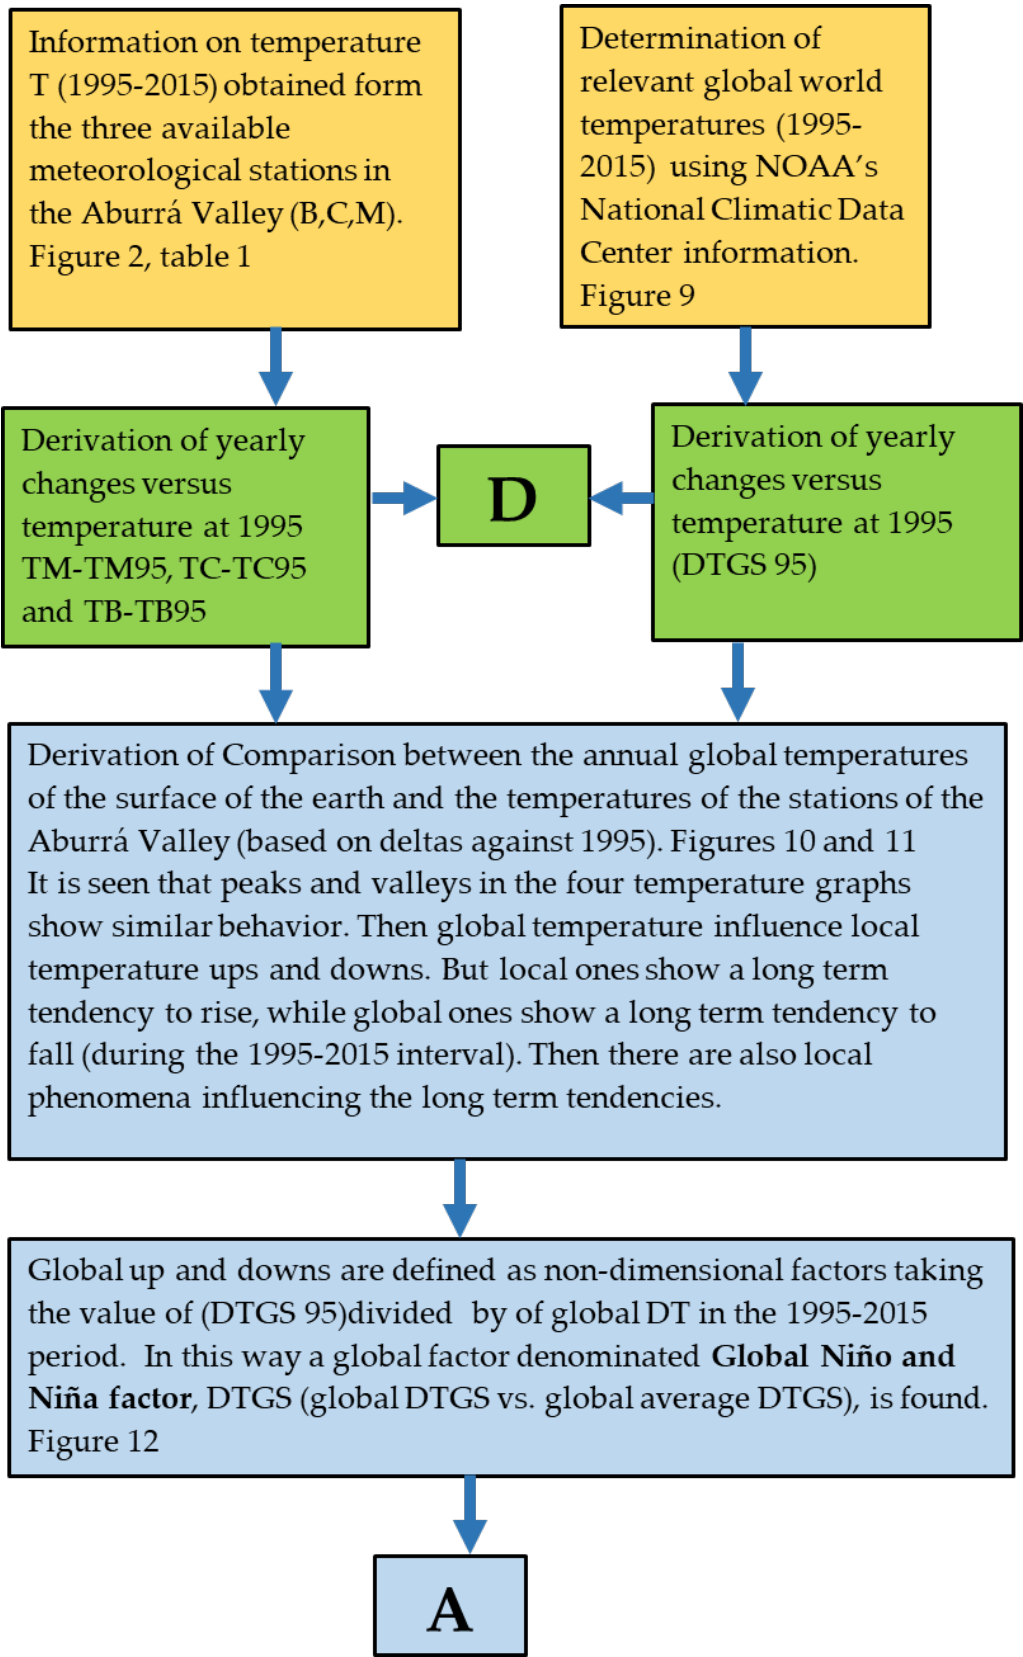 Information on temperature
T (1995-2015) obtained form
the three available
meteorological stations in
the Aburrá Valley (B,C,M).
Figure 2, table 1
Determination of
relevant global world
temperatures (1995-
2015) using NOAA’s
National Climatic Data
Center information.
Figure 9
Derivation of yearly
changes versus
temperature at 1995
TM-TM95, TC-TC95
and TB-TB95
D
Derivation of yearly
changes versus
temperature at 1995
(DTGS 95)
Derivation of Comparison between the annual global temperatures
of the surface of the earth and the temperatures of the stations of the
Aburrá Valley (based on deltas against 1995). Figures 10 and 11
It is seen that peaks and valleys in the four temperature graphs
show similar behavior. Then global temperature influence local
temperature ups and downs. But local ones show a long term
tendency to rise, while global ones show a long term tendency to
fall (during the 1995-2015 interval). Then there are also local
phenomena influencing the long term tendencies.
Global up and downs are defined as non-dimensional factors taking
the value of (DTGS 95)divided by of global DT in the 1995-2015
period. In this way a global factor denominated Global Niño and
Niña factor, DTGS (global DTGS vs. global average DTGS), is found.
Figure 12
A